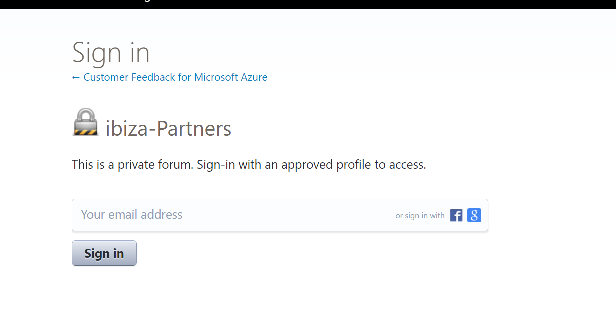 Sign in
← Customer Feedback for Microsoft Azure
ibiza-Partners
This is a private forum. Sign-in with an approved profile to access.
Your email address or sign in with f g
Sign in